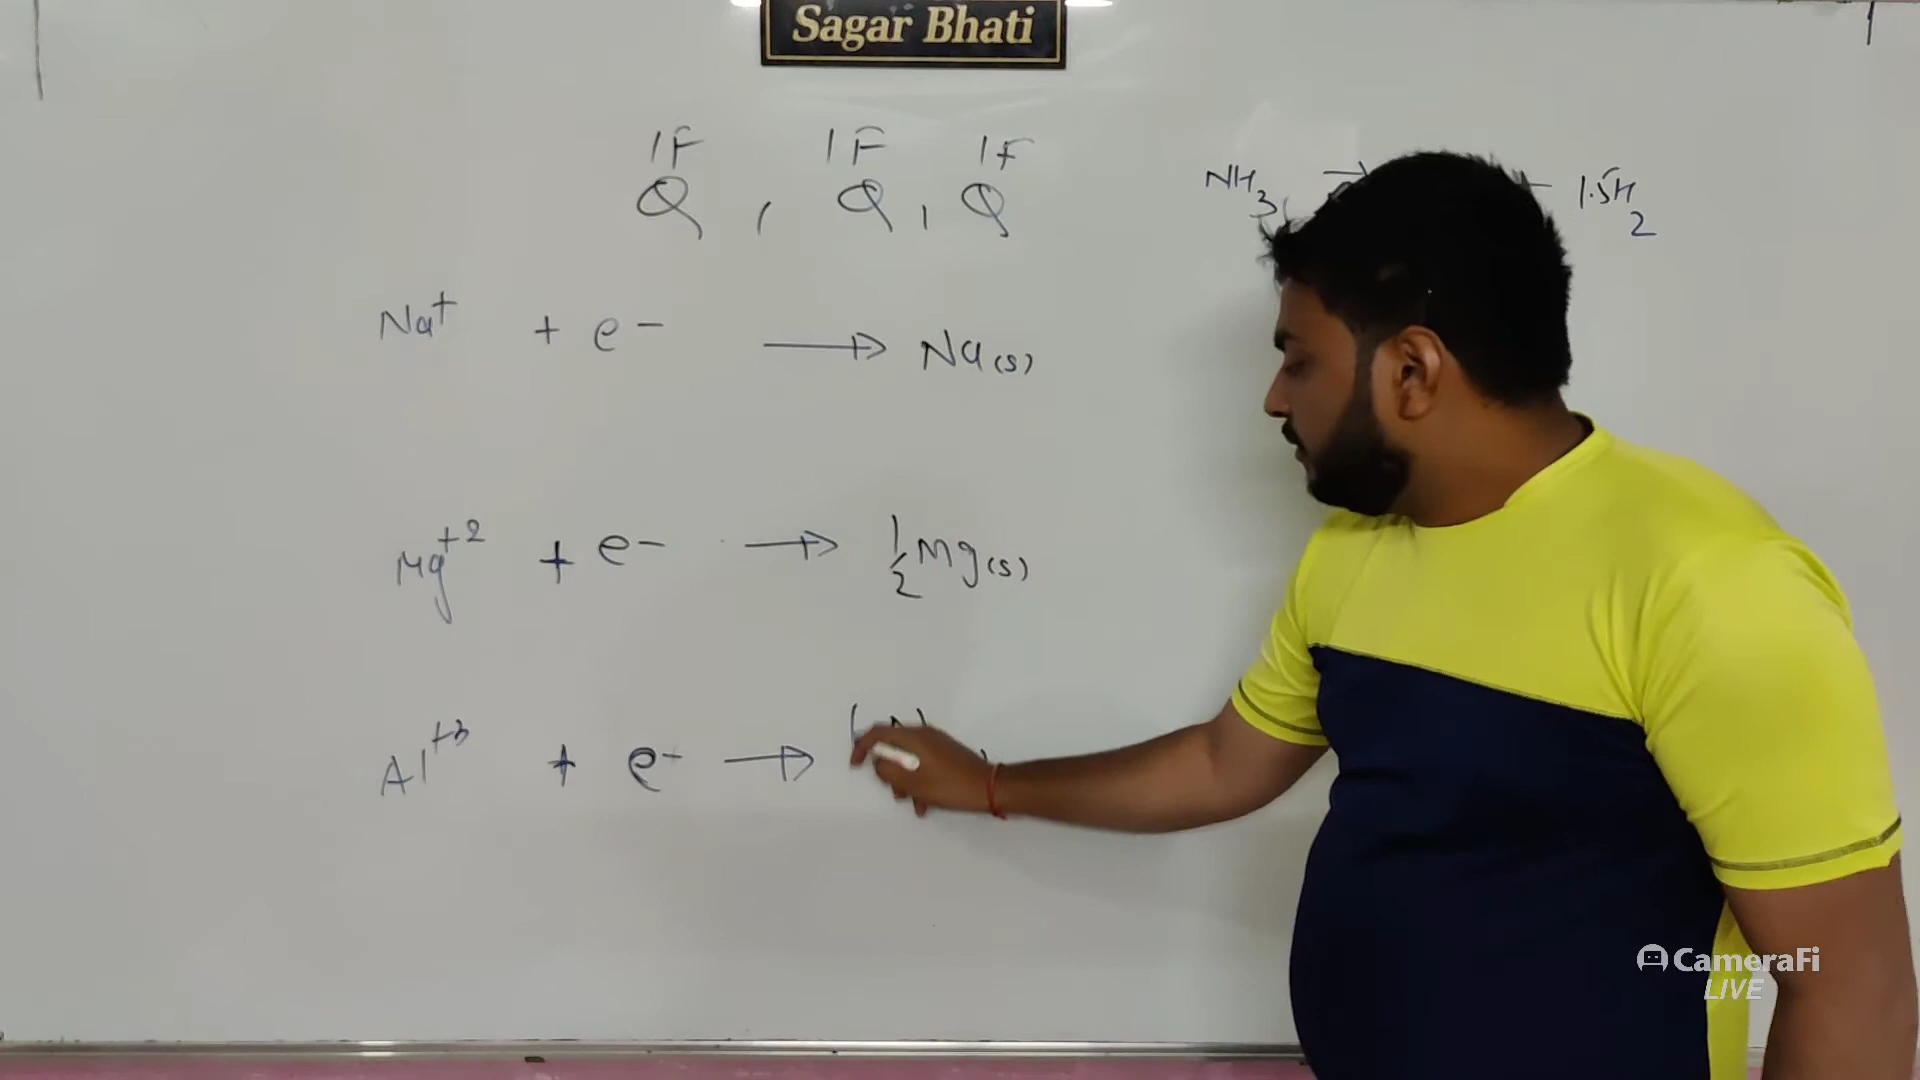 Sagar Bhati
1F 1F 1F
Q , Q , Q
NH3 → 1.5H2
Na+ + e- → Na(s)
Mg+2 + e- → 1/2 Mg(s)
Al+3 + e- →
CameraFi
LIVE